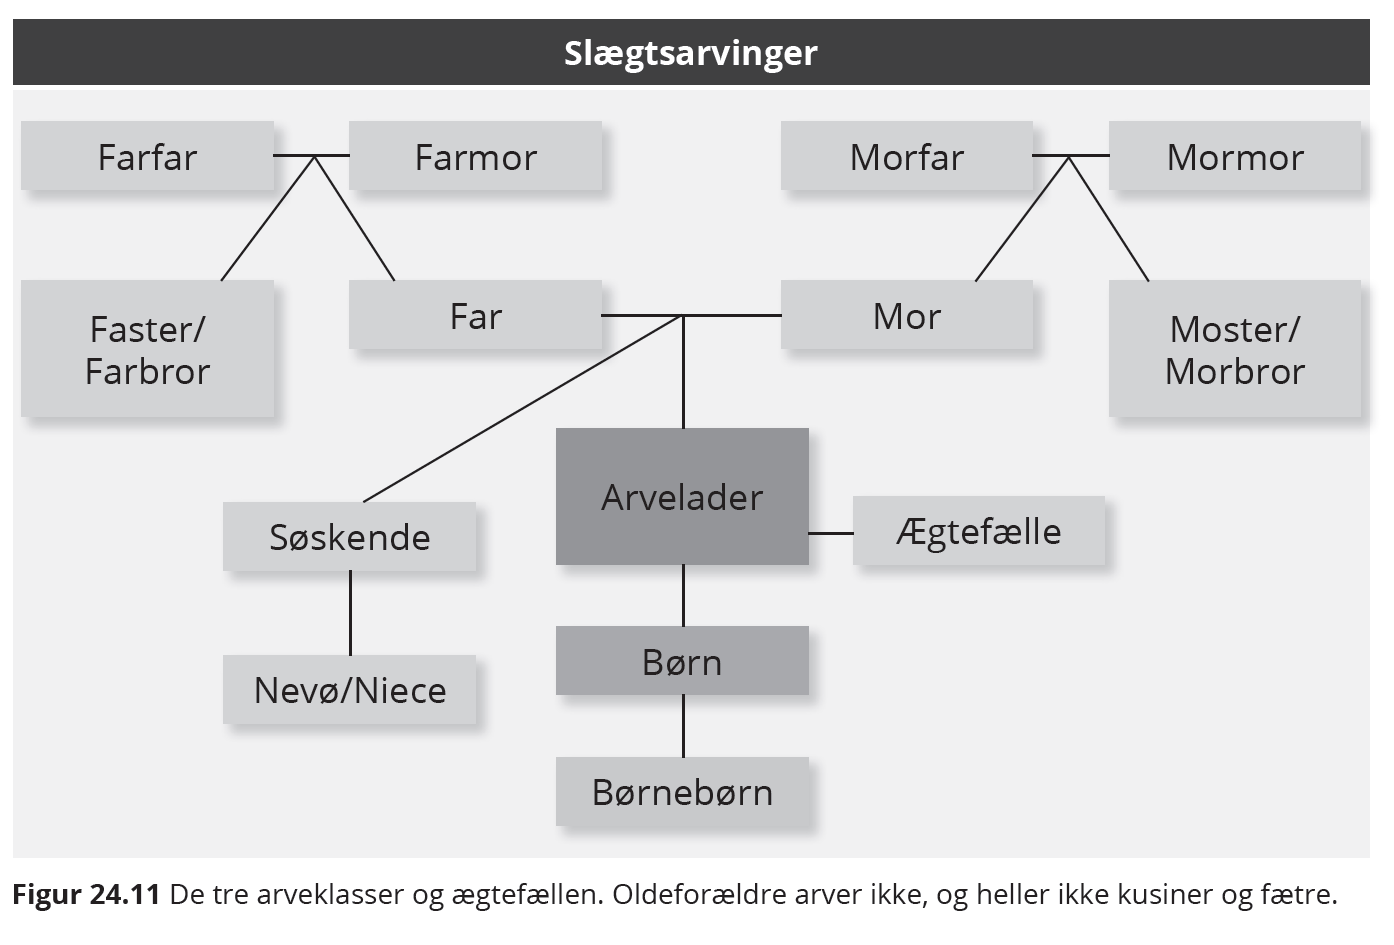 Slægtsarvinger
Farfar
Farmor
Morfar
Mormor
Faster/
Farbror
Far
Mor
Moster/
Morbror
Arvelader
Søskende
Ægtefælle
Nevø/Niece
Børn
Børnebørn
Figur 24.11 De tre arveklasser og ægtefællen. Oldeforældre arver ikke, og heller ikke kusiner og fætre.